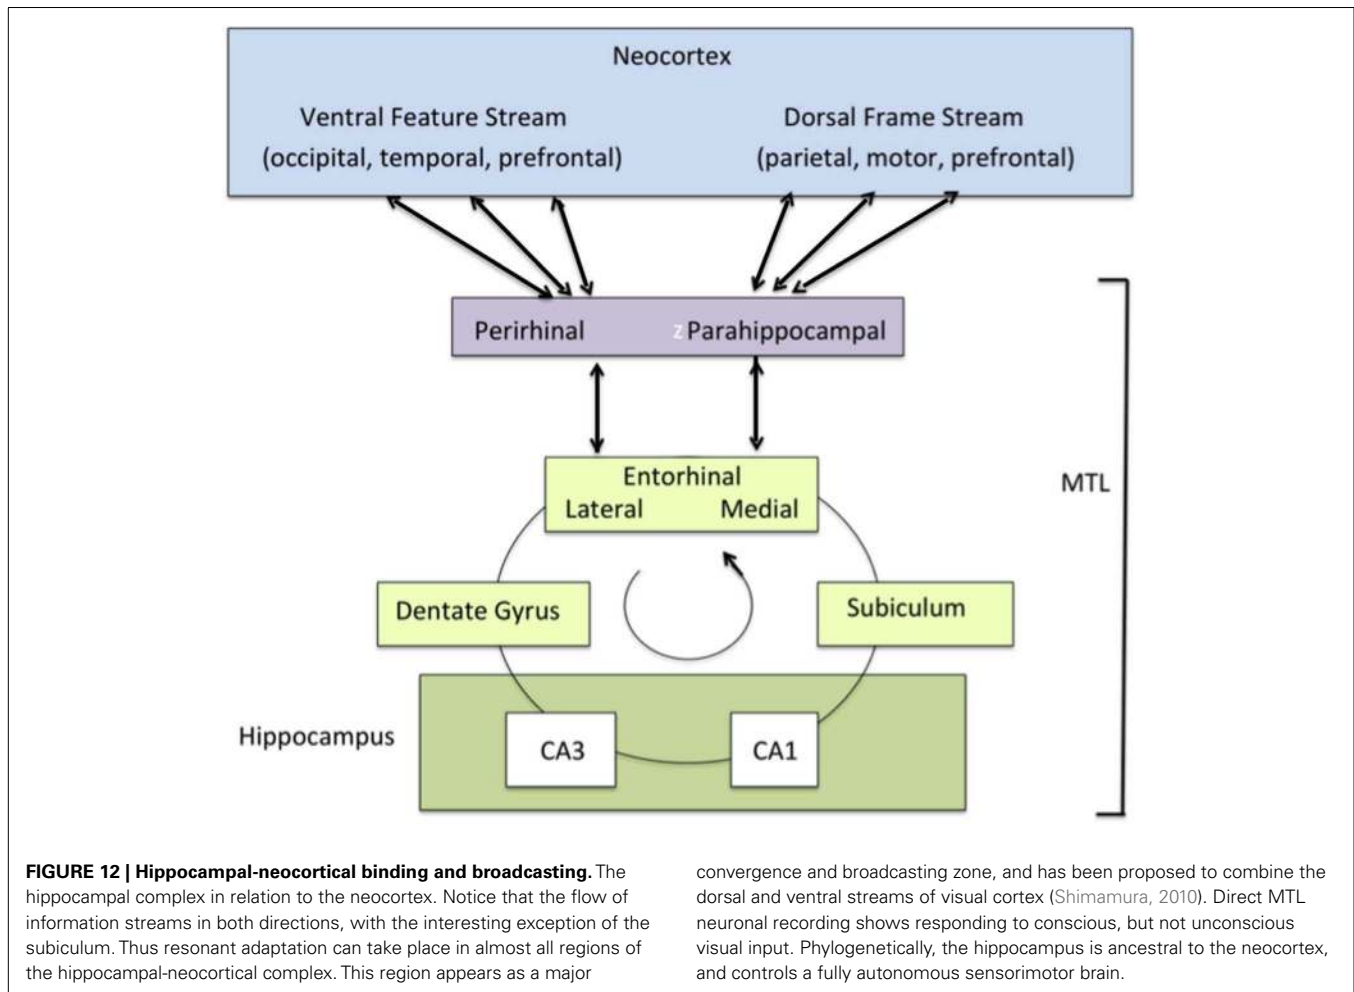 Neocortex
Ventral Feature Stream
(occipital, temporal, prefrontal)
Dorsal Frame Stream
(parietal, motor, prefrontal)
Perirhinal
z Parahippocampal
MTL
Entorhinal
Lateral Medial
Dentate Gyrus
Subiculum
Hippocampus
CA3
CA1
FIGURE 12 | Hippocampal-neocortical binding and broadcasting. The
hippocampal complex in relation to the neocortex. Notice that the flow of
information streams in both directions, with the interesting exception of the
subiculum. Thus resonant adaptation can take place in almost all regions of
the hippocampal-neocortical complex. This region appears as a major
convergence and broadcasting zone, and has been proposed to combine the
dorsal and ventral streams of visual cortex (Shimamura, 2010). Direct MTL
neuronal recording shows responding to conscious, but not unconscious
visual input. Phylogenetically, the hippocampus is ancestral to the neocortex,
and controls a fully autonomous sensorimotor brain.